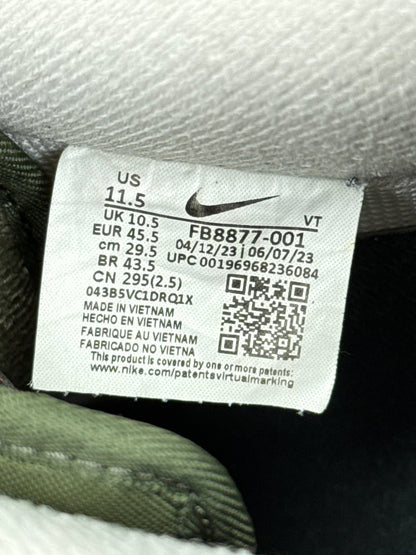 US
11.5
UK 10.5
EUR 45.5
cm 29.5
BR 43.5
CN 295(2.5)
043B5VC1DRQ1X
MADE IN VIETNAM
HECHO EN VIETNAM
FABRIQUE AU VIETNAM
FABRICADO NO VIETNA
VT
FB8877-001
04/12/23 | 06/07/23
UPC 00196968236084
This product is covered by one or more patents:
www.nike.com/patentsvirtualmarking